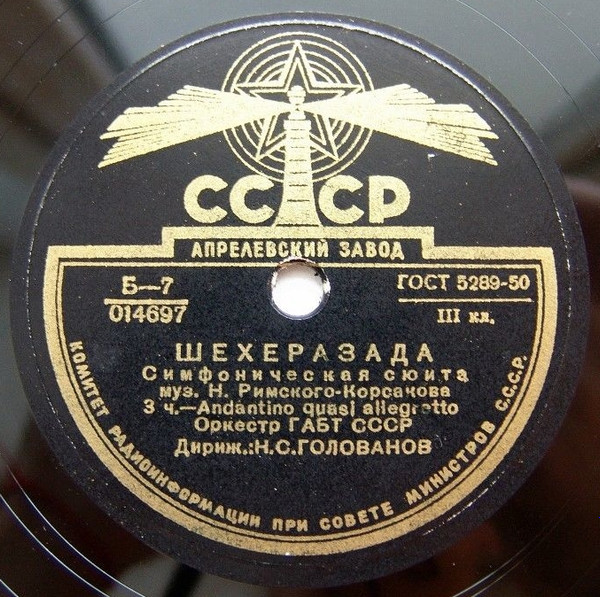 СССР
АПРЕЛЕВСКИЙ ЗАВОД
Б—7
014697
ГОСТ 5289-50
III кл.
ШЕХЕРАЗАДА
Симфоническая сюита
муз. Н. Римского-Корсакова
3 ч.—Andantino quasi allegretto
Оркестр ГАБТ СССР
Дириж.: Н.С.ГОЛОВАНОВ
КОМИТЕТ РАДИОИНФОРМАЦИИ ПРИ СОВЕТЕ МИНИСТРОВ С.С.С.Р.